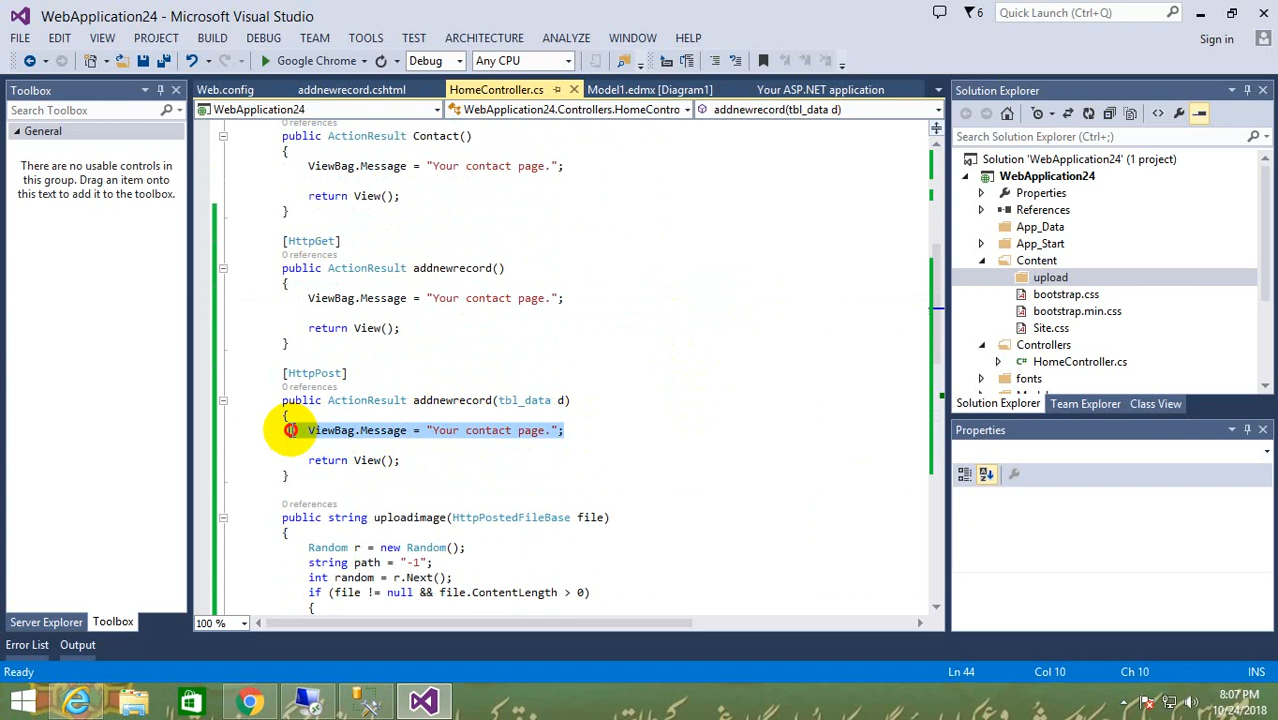 WebApplication24 - Microsoft Visual Studio
6
Quick Launch (Ctrl+Q)
FILE EDIT VIEW PROJECT BUILD DEBUG TEAM TOOLS TEST ARCHITECTURE ANALYZE WINDOW HELP
Sign in
Google Chrome Debug Any CPU
Toolbox
Search Toolbox
General
There are no usable controls in
this group. Drag an item onto
this text to add it to the toolbox.
Server Explorer Toolbox
Web.config addnewrecord.cshtml HomeController.cs Model1.edmx [Diagram1] Your ASP.NET application
WebApplication24 WebApplication24.Controllers.HomeContro addnewrecord(tbl_data d)
0 references
public ActionResult Contact()
{
ViewBag.Message = "Your contact page.";
return View();
}
[HttpGet]
0 references
public ActionResult addnewrecord()
{
ViewBag.Message = "Your contact page.";
return View();
}
[HttpPost]
0 references
public ActionResult addnewrecord(tbl_data d)
{
ViewBag.Message = "Your contact page.";
return View();
}
0 references
public string uploadimage(HttpPostedFileBase file)
{
Random r = new Random();
string path = "-1";
int random = r.Next();
if (file != null && file.ContentLength > 0)
{
100 %
Solution Explorer
Search Solution Explorer (Ctrl+;)
Solution 'WebApplication24' (1 project)
WebApplication24
Properties
References
App_Data
App_Start
Content
upload
bootstrap.css
bootstrap.min.css
Site.css
Controllers
HomeController.cs
fonts
Solution Explorer Team Explorer Class View
Properties
Error List Output
Ready Ln 44 Col 10 Ch 10 INS
8:07 PM
10/24/2018